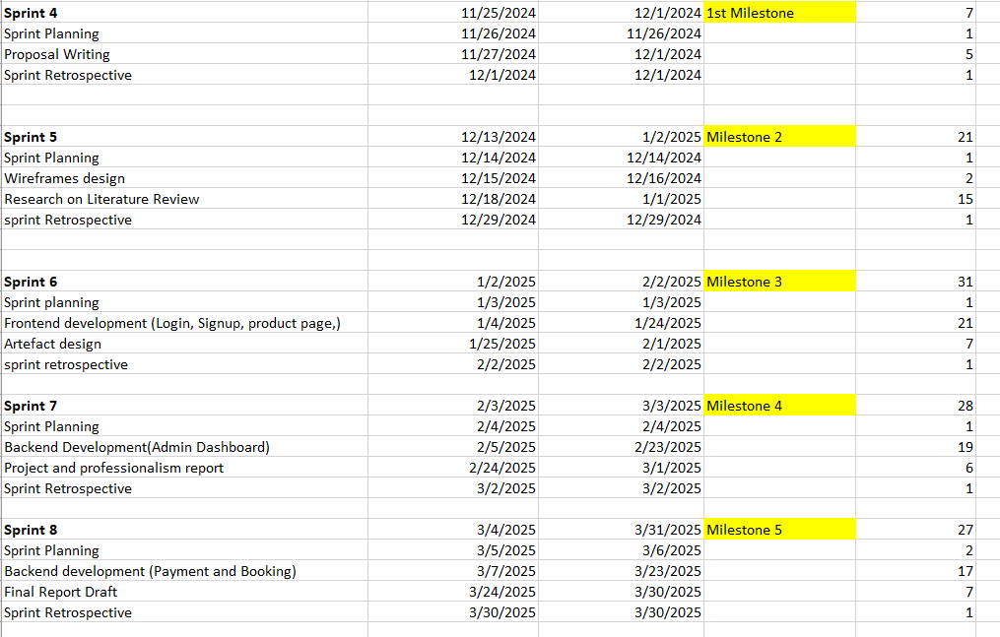 Sprint 4 11/25/2024 12/1/2024 1st Milestone 7
Sprint Planning 11/26/2024 11/26/2024 1
Proposal Writing 11/27/2024 12/1/2024 5
Sprint Retrospective 12/1/2024 12/1/2024 1
Sprint 5 12/13/2024 1/2/2025 Milestone 2 21
Sprint Planning 12/14/2024 12/14/2024 1
Wireframes design 12/15/2024 12/16/2024 2
Research on Literature Review 12/18/2024 1/1/2025 15
sprint Retrospective 12/29/2024 12/29/2024 1
Sprint 6 1/2/2025 2/2/2025 Milestone 3 31
Sprint planning 1/3/2025 1/3/2025 1
Frontend development (Login, Signup, product page,) 1/4/2025 1/24/2025 21
Artefact design 1/25/2025 2/1/2025 7
sprint retrospective 2/2/2025 2/2/2025 1
Sprint 7 2/3/2025 3/3/2025 Milestone 4 28
Sprint Planning 2/4/2025 2/4/2025 1
Backend Development(Admin Dashboard) 2/5/2025 2/23/2025 19
Project and professionalism report 2/24/2025 3/1/2025 6
Sprint Retrospective 3/2/2025 3/2/2025 1
Sprint 8 3/4/2025 3/31/2025 Milestone 5 27
Sprint Planning 3/5/2025 3/6/2025 2
Backend development (Payment and Booking) 3/7/2025 3/23/2025 17
Final Report Draft 3/24/2025 3/30/2025 7
Sprint Retrospective 3/30/2025 3/30/2025 1